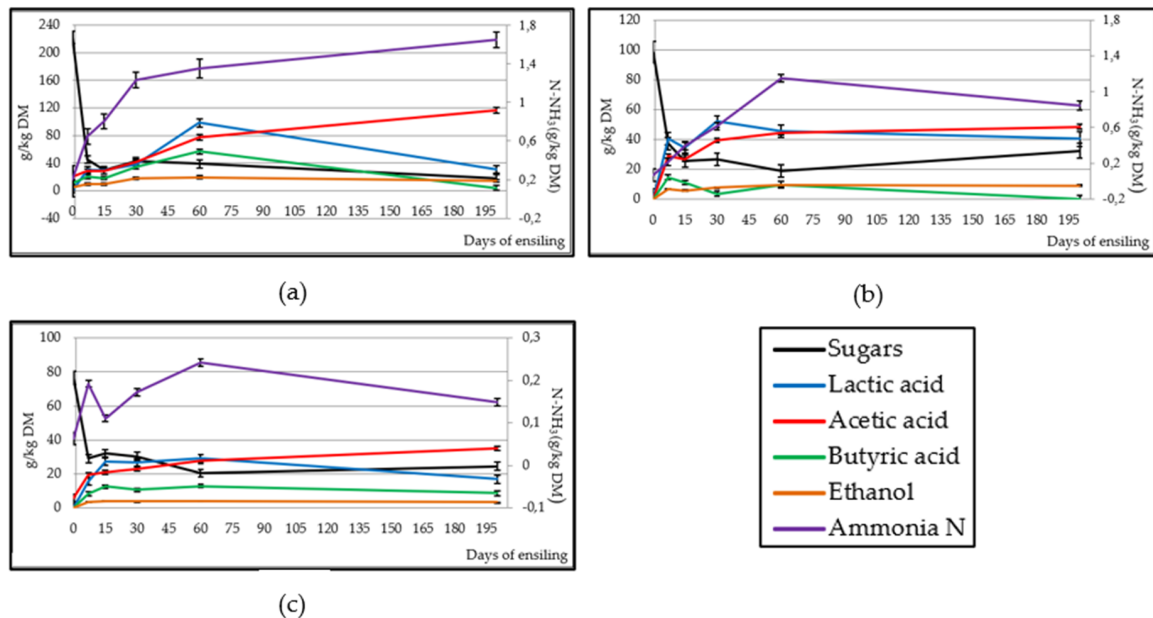 240
200
160
120
80
40
0
-40
g/kg DM
1,8
1,4
1
0,6
0,2
-0,2
N-NH₃(g/kg DM)
0 15 30 45 60 75 90 105 120 135 150 165 180 195
Days of ensiling
(a)
120
100
80
60
40
20
0
g/kg DM
1,8
1,4
1
0,6
0,2
-0,2
N-NH₃(g/kg DM)
0 15 30 45 60 75 90 105 120 135 150 165 180 195
Days of ensiling
(b)
100
80
60
40
20
0
g/kg DM
0,3
0,2
0,1
0
-0,1
N-NH₃(g/kg DM)
0 15 30 45 60 75 90 105 120 135 150 165 180 195
Days of ensiling
(c)
Sugars
Lactic acid
Acetic acid
Butyric acid
Ethanol
Ammonia N